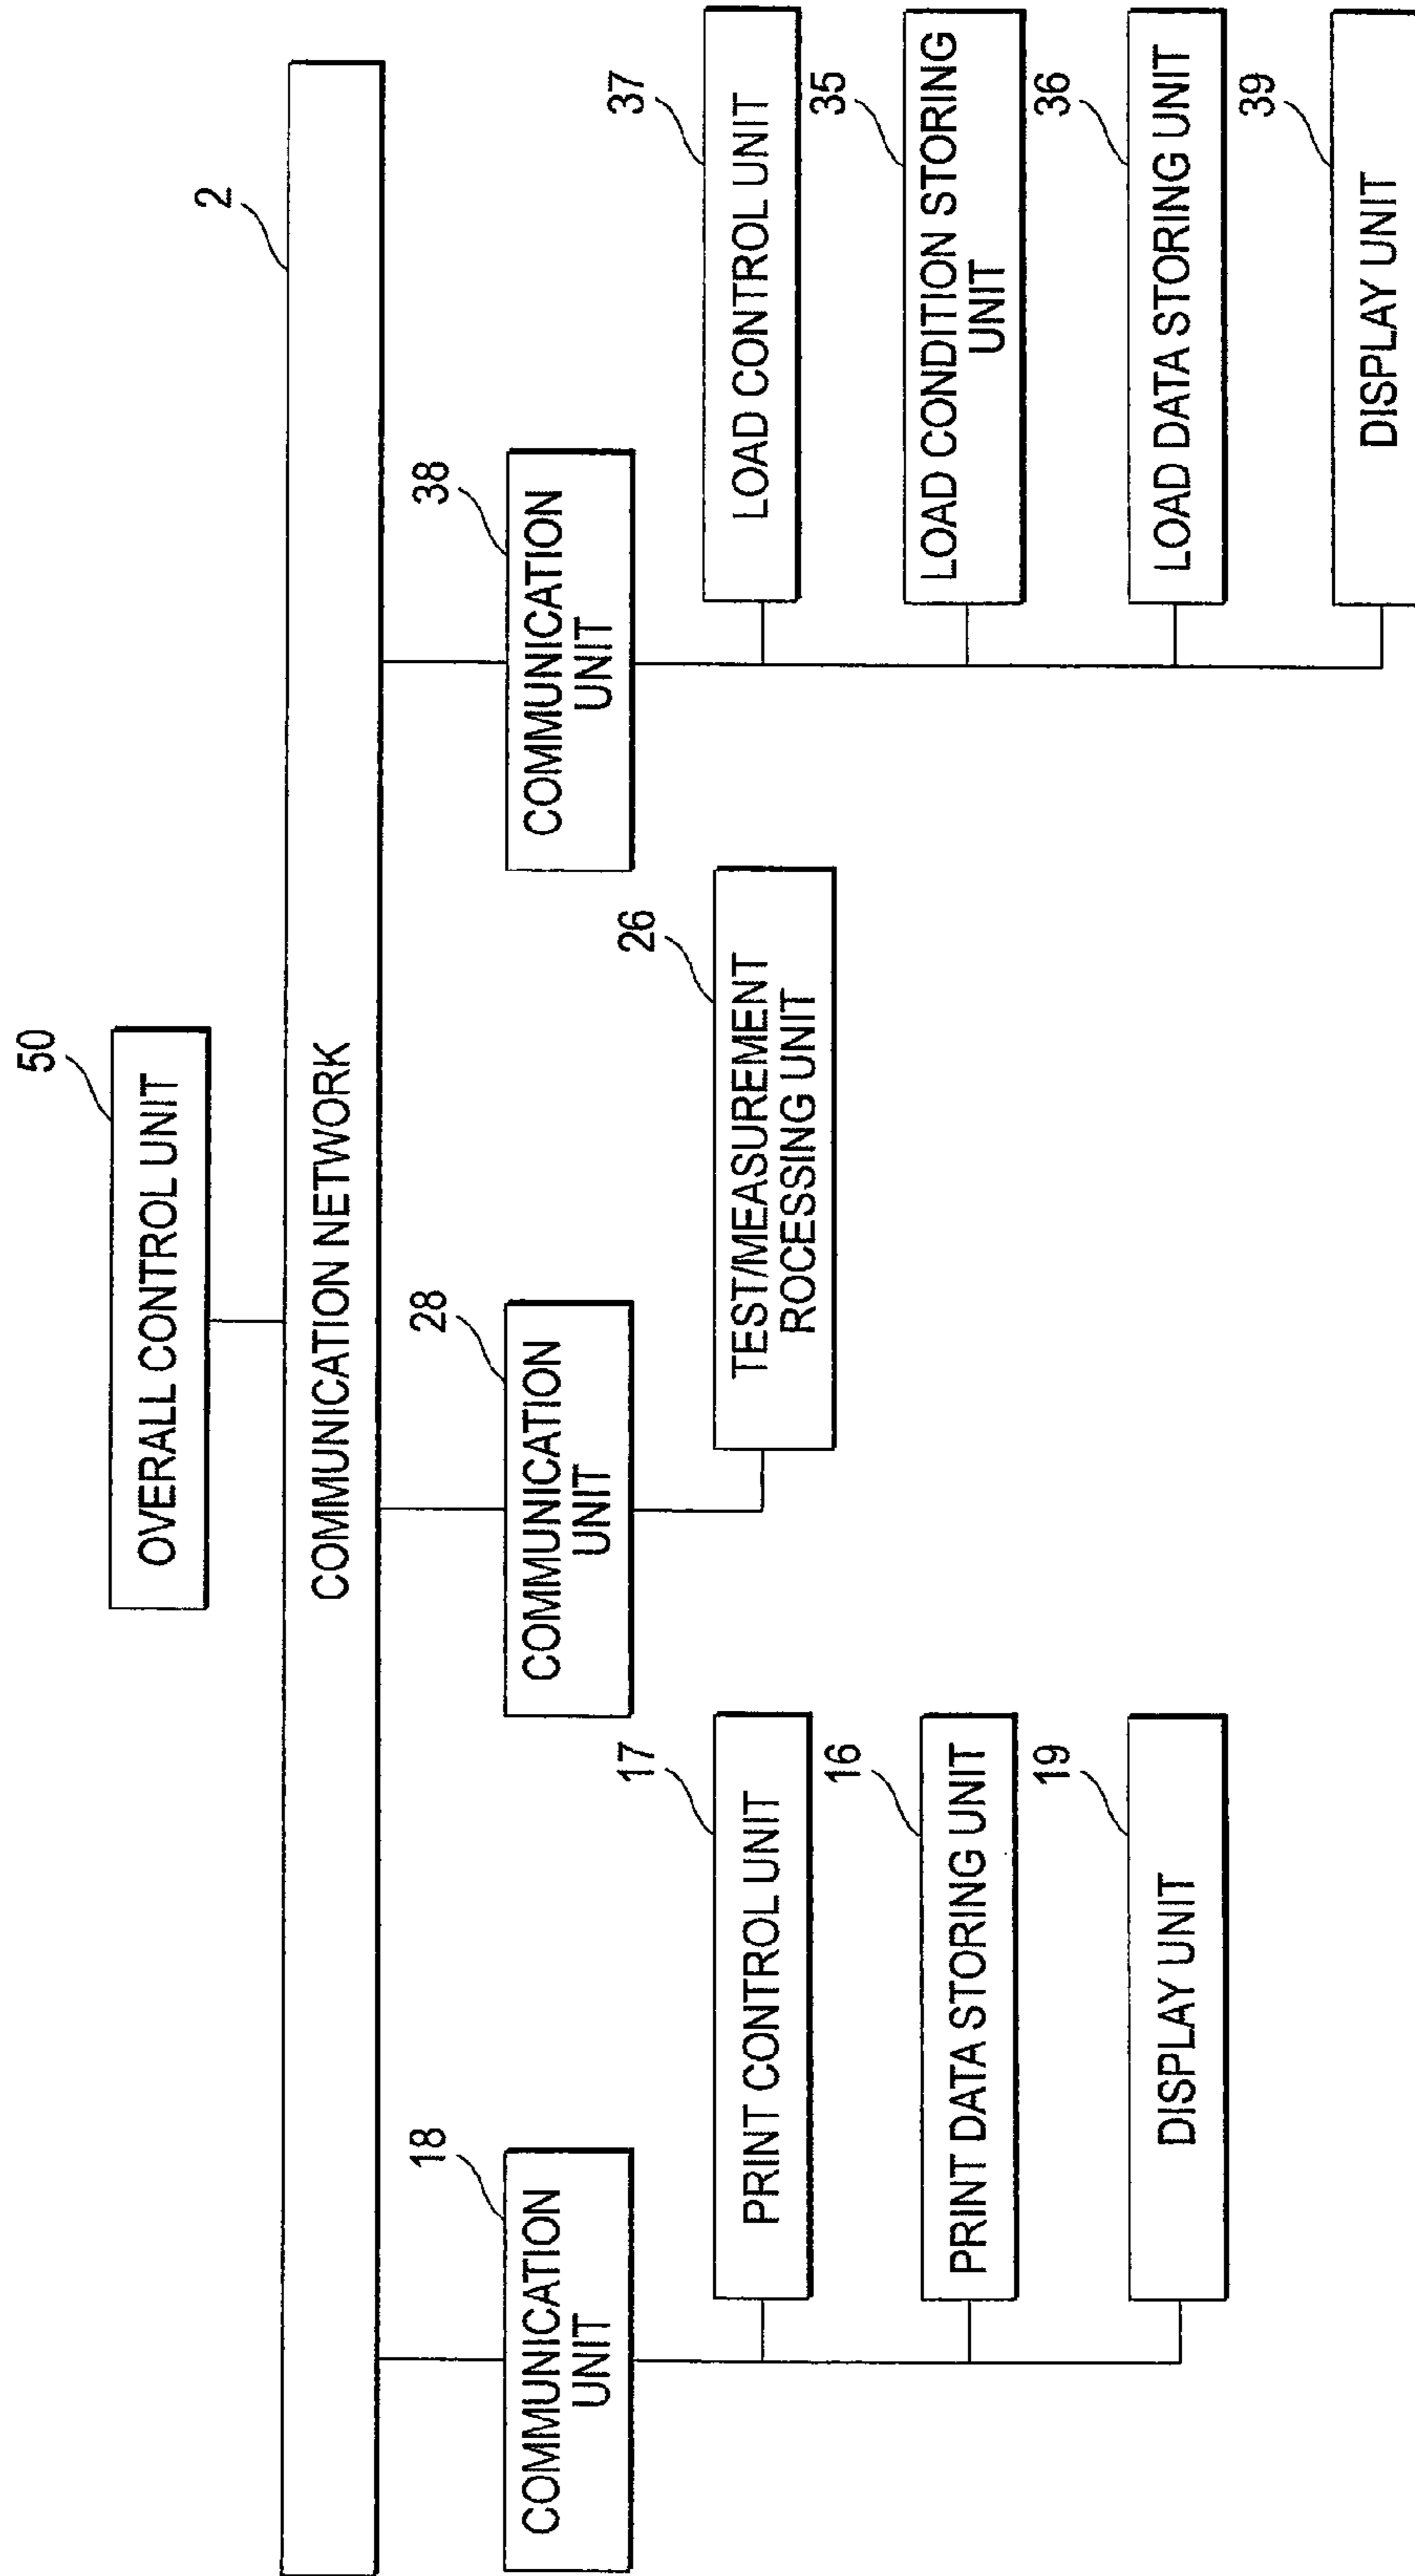 50
OVERALL CONTROL UNIT
2
COMMUNICATION NETWORK
18
COMMUNICATION
UNIT
17
PRINT CONTROL UNIT
16
PRINT DATA STORING UNIT
19
DISPLAY UNIT
28
COMMUNICATION
UNIT
26
TEST/MEASUREMENT
ROCESSING UNIT
38
COMMUNICATION
UNIT
37
LOAD CONTROL UNIT
35
LOAD CONDITION STORING
UNIT
36
LOAD DATA STORING UNIT
39
DISPLAY UNIT